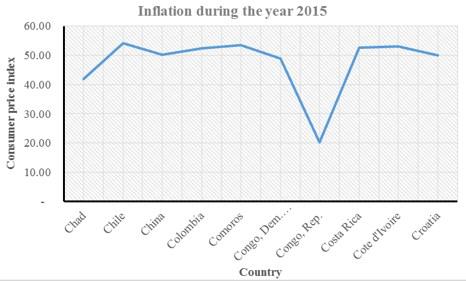 Inflation during the year 2015
Consumer price index
60.00
50.00
40.00
30.00
20.00
10.00
-
Chad
Chile
China
Colombia
Comoros
Congo, Dem.…
Congo, Rep.
Costa Rica
Cote d'Ivoire
Croatia
Country